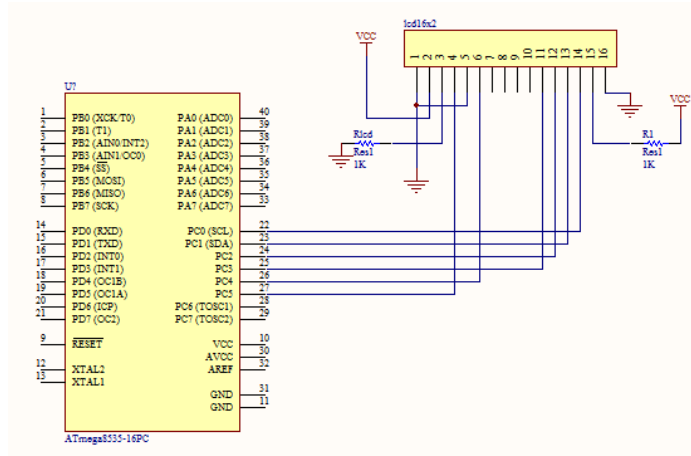 lcd16x2
VCC
1 2 3 4 5 6 7 8 9 10 11 12 13 14 15 16
VCC
U?
Rlcd
Res1
1K
R1
Res1
1K
1 PB0 (XCK/T0) PA0 (ADC0) 40
2 PB1 (T1) PA1 (ADC1) 39
3 PB2 (AIN0/INT2) PA2 (ADC2) 38
4 PB3 (AIN1/OC0) PA3 (ADC3) 37
5 PB4 (SS) PA4 (ADC4) 36
6 PB5 (MOSI) PA5 (ADC5) 35
7 PB6 (MISO) PA6 (ADC6) 34
8 PB7 (SCK) PA7 (ADC7) 33
14 PD0 (RXD) PC0 (SCL) 22
15 PD1 (TXD) PC1 (SDA) 23
16 PD2 (INT0) PC2 24
17 PD3 (INT1) PC3 25
18 PD4 (OC1B) PC4 26
19 PD5 (OC1A) PC5 27
20 PD6 (ICP) PC6 (TOSC1) 28
21 PD7 (OC2) PC7 (TOSC2) 29
9 RESET VCC 10
AVCC 30
12 XTAL2 AREF 32
13 XTAL1
GND 31
GND 11
ATmega8535-16PC